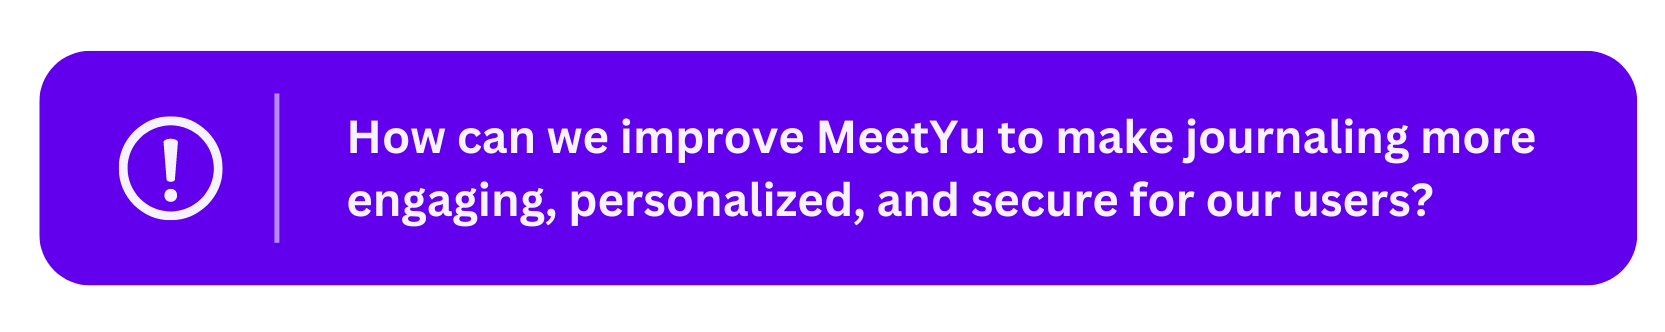 How can we improve MeetYu to make journaling more
engaging, personalized, and secure for our users?